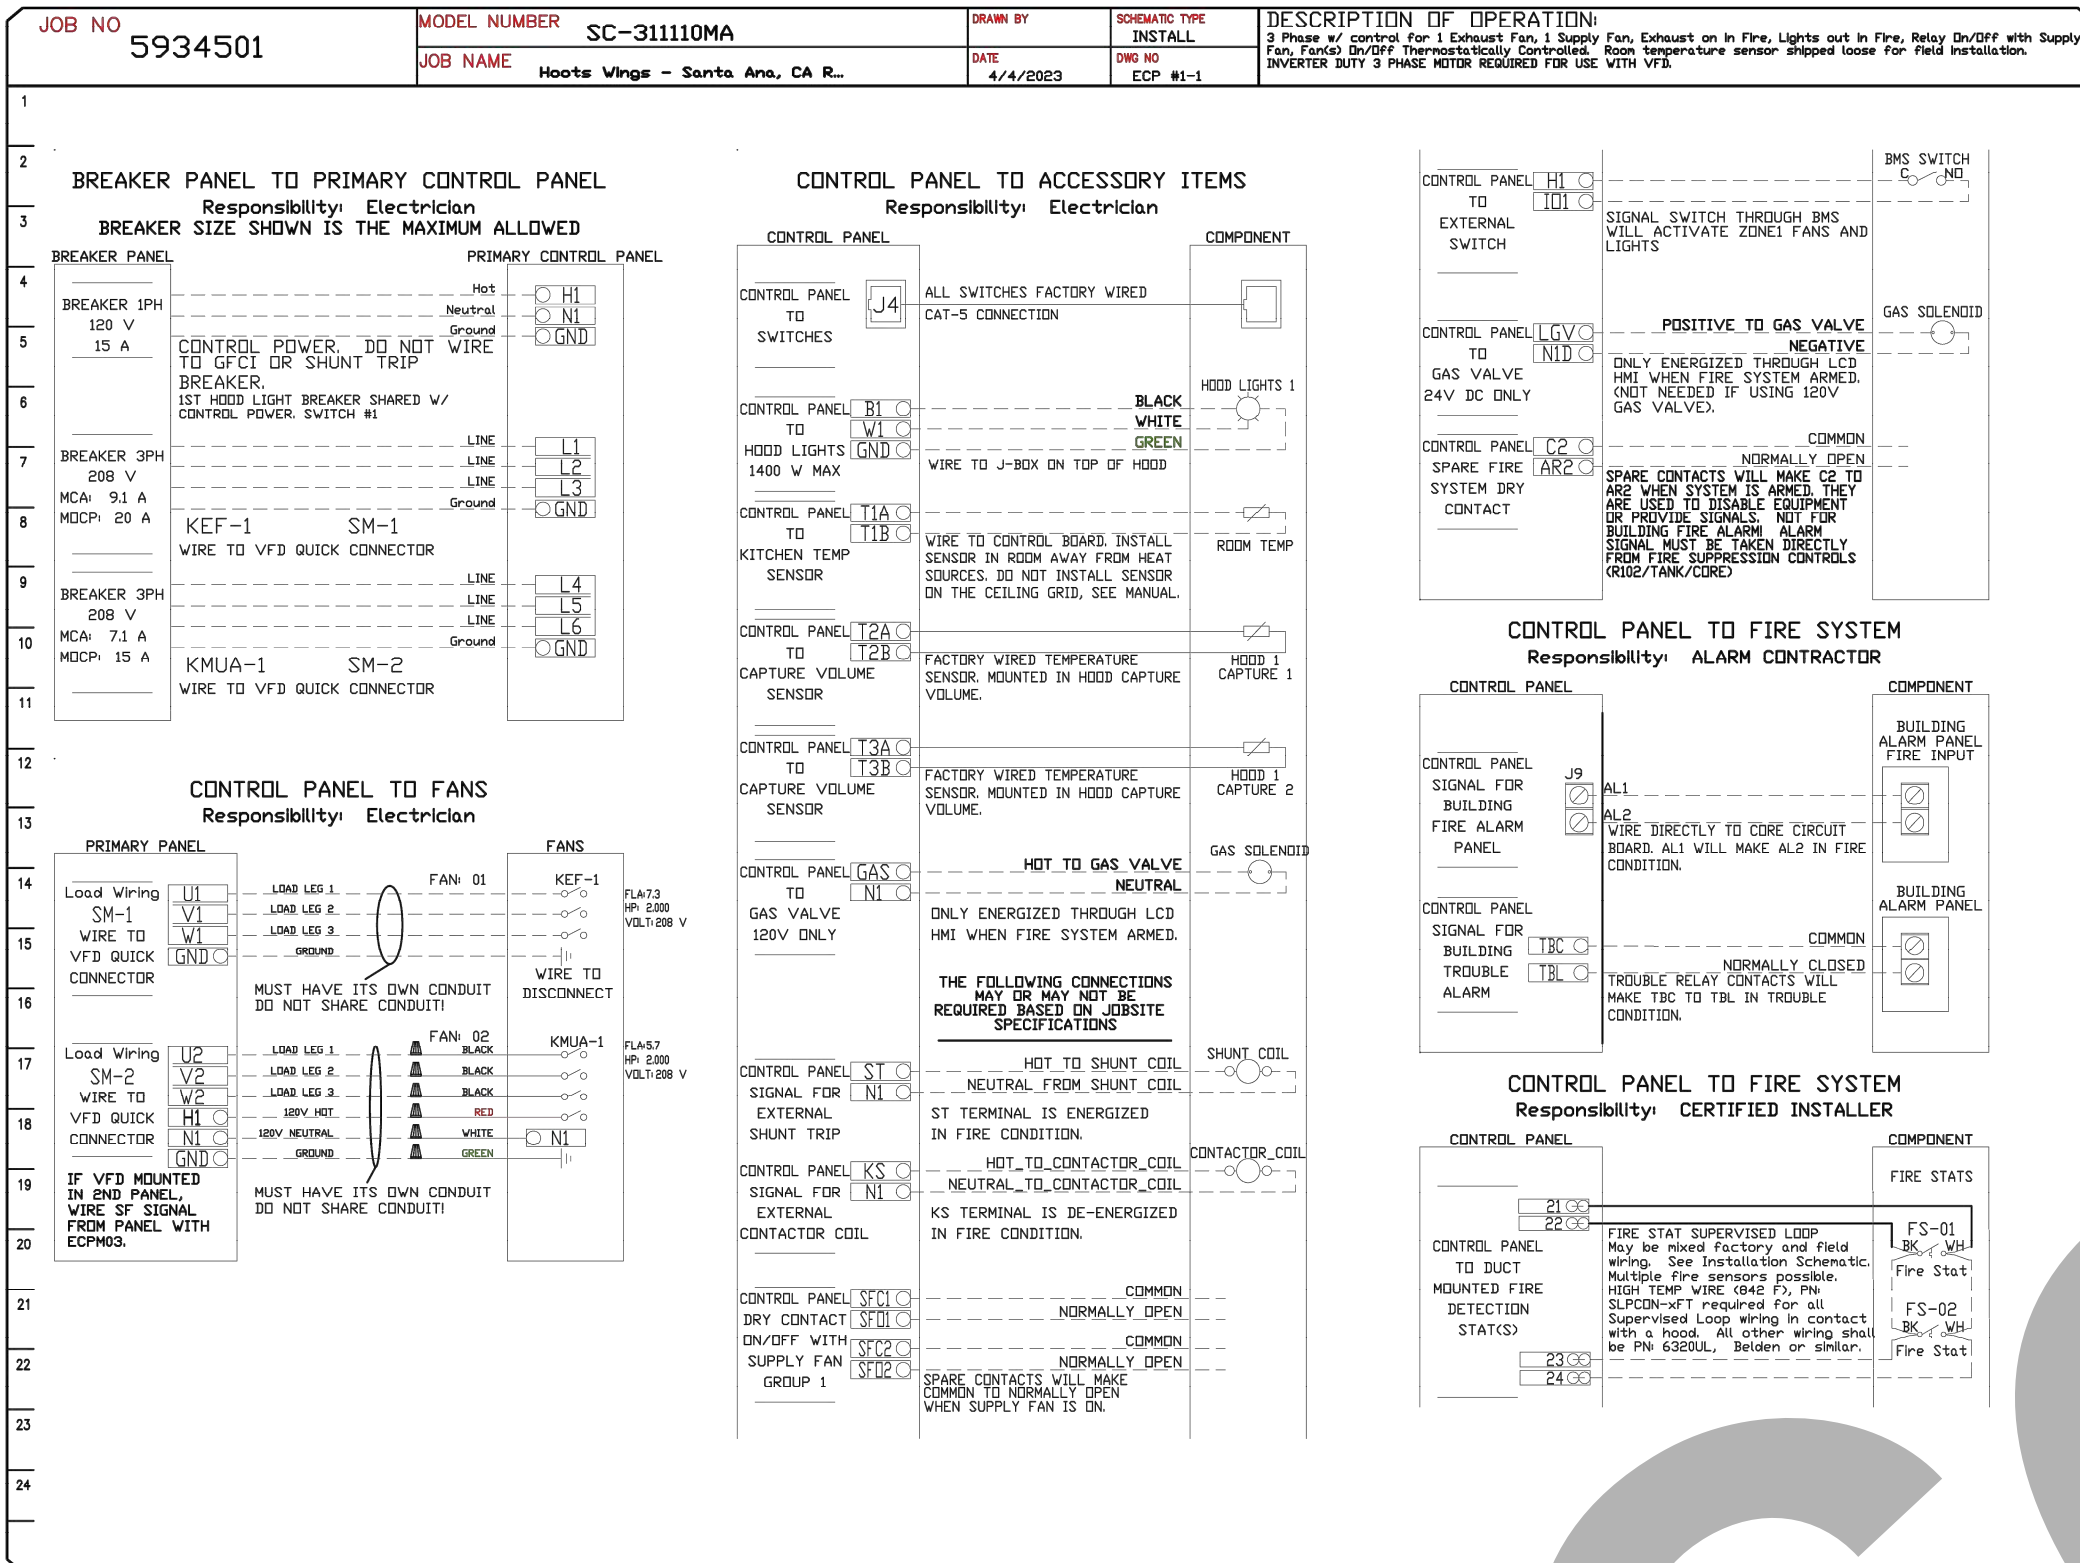 JOB NO
5934501
MODEL NUMBER SC-311110MA
JOB NAME Hoots Wings - Santa Ana, CA R...
DRAWN BY
DATE
4/4/2023
SCHEMATIC TYPE
INSTALL
DWG NO
ECP #1-1
DESCRIPTION OF OPERATION:
3 Phase w/ control for 1 Exhaust Fan, 1 Supply Fan, Exhaust on in Fire, Lights out in Fire, Relay On/Off with Supply
Fan, Fan(s) On/Off Thermostatically Controlled. Room temperature sensor shipped loose for field installation.
INVERTER DUTY 3 PHASE MOTOR REQUIRED FOR USE WITH VFD.
1
2
3
4
5
6
7
8
9
10
11
12
13
14
15
16
17
18
19
20
21
22
23
24
BREAKER PANEL TO PRIMARY CONTROL PANEL
Responsibility: Electrician
BREAKER SIZE SHOWN IS THE MAXIMUM ALLOWED
BREAKER PANEL
PRIMARY CONTROL PANEL
BREAKER 1PH
120 V
15 A
Hot H1
Neutral N1
Ground GND
CONTROL POWER. DO NOT WIRE
TO GFCI OR SHUNT TRIP
BREAKER.
1ST HOOD LIGHT BREAKER SHARED W/
CONTROL POWER. SWITCH #1
BREAKER 3PH
208 V
MCA: 9.1 A
MOCP: 20 A
LINE L1
LINE L2
LINE L3
Ground GND
KEF-1 SM-1
WIRE TO VFD QUICK CONNECTOR
BREAKER 3PH
208 V
MCA: 7.1 A
MOCP: 15 A
LINE L4
LINE L5
LINE L6
Ground GND
KMUA-1 SM-2
WIRE TO VFD QUICK CONNECTOR
CONTROL PANEL TO FANS
Responsibility: Electrician
PRIMARY PANEL
FANS
Load Wiring
SM-1
WIRE TO
VFD QUICK
CONNECTOR
U1
V1
W1
GND
LOAD LEG 1
LOAD LEG 2
LOAD LEG 3
GROUND
FAN: 01
KEF-1
FLA:7.3
HP: 2.000
VOLT: 208 V
WIRE TO
DISCONNECT
MUST HAVE ITS OWN CONDUIT
DO NOT SHARE CONDUIT!
Load Wiring
SM-2
WIRE TO
VFD QUICK
CONNECTOR
U2
V2
W2
H1
N1
GND
LOAD LEG 1
LOAD LEG 2
LOAD LEG 3
120V HOT
120V NEUTRAL
GROUND
FAN: 02
BLACK
BLACK
BLACK
RED
WHITE
GREEN
KMUA-1
N1
FLA:5.7
HP: 2.000
VOLT: 208 V
IF VFD MOUNTED
IN 2ND PANEL,
WIRE SF SIGNAL
FROM PANEL WITH
ECPM03.
MUST HAVE ITS OWN CONDUIT
DO NOT SHARE CONDUIT!
CONTROL PANEL TO ACCESSORY ITEMS
Responsibility: Electrician
CONTROL PANEL
COMPONENT
CONTROL PANEL
TO
SWITCHES
J4
ALL SWITCHES FACTORY WIRED
CAT-5 CONNECTION
CONTROL PANEL
TO
HOOD LIGHTS
1400 W MAX
B1
W1
GND
BLACK
WHITE
GREEN
HOOD LIGHTS 1
WIRE TO J-BOX ON TOP OF HOOD
CONTROL PANEL
TO
KITCHEN TEMP
SENSOR
T1A
T1B
ROOM TEMP
WIRE TO CONTROL BOARD. INSTALL
SENSOR IN ROOM AWAY FROM HEAT
SOURCES. DO NOT INSTALL SENSOR
ON THE CEILING GRID, SEE MANUAL.
CONTROL PANEL
TO
CAPTURE VOLUME
SENSOR
T2A
T2B
FACTORY WIRED TEMPERATURE
SENSOR. MOUNTED IN HOOD CAPTURE
VOLUME.
HOOD 1
CAPTURE 1
CONTROL PANEL
TO
CAPTURE VOLUME
SENSOR
T3A
T3B
FACTORY WIRED TEMPERATURE
SENSOR. MOUNTED IN HOOD CAPTURE
VOLUME.
HOOD 1
CAPTURE 2
CONTROL PANEL
TO
GAS VALVE
120V ONLY
GAS
N1
HOT TO GAS VALVE
NEUTRAL
GAS SOLENOID
ONLY ENERGIZED THROUGH LCD
HMI WHEN FIRE SYSTEM ARMED.
THE FOLLOWING CONNECTIONS
MAY OR MAY NOT BE
REQUIRED BASED ON JOBSITE
SPECIFICATIONS
CONTROL PANEL
SIGNAL FOR
EXTERNAL
SHUNT TRIP
ST
N1
HOT TO SHUNT COIL
NEUTRAL FROM SHUNT COIL
SHUNT COIL
ST TERMINAL IS ENERGIZED
IN FIRE CONDITION.
CONTROL PANEL
SIGNAL FOR
EXTERNAL
CONTACTOR COIL
KS
N1
HOT_TO_CONTACTOR_COIL
NEUTRAL_TO_CONTACTOR_COIL
CONTACTOR_COIL
KS TERMINAL IS DE-ENERGIZED
IN FIRE CONDITION.
CONTROL PANEL
DRY CONTACT
ON/OFF WITH
SUPPLY FAN
GROUP 1
SFC1
SFO1
SFC2
SFO2
COMMON
NORMALLY OPEN
COMMON
NORMALLY OPEN
SPARE CONTACTS WILL MAKE
COMMON TO NORMALLY OPEN
WHEN SUPPLY FAN IS ON.
CONTROL PANEL
TO
EXTERNAL
SWITCH
H1
IO1
BMS SWITCH
C NO
SIGNAL SWITCH THROUGH BMS
WILL ACTIVATE ZONE1 FANS AND
LIGHTS
CONTROL PANEL
TO
GAS VALVE
24V DC ONLY
LGV
N1D
POSITIVE TO GAS VALVE
NEGATIVE
GAS SOLENOID
ONLY ENERGIZED THROUGH LCD
HMI WHEN FIRE SYSTEM ARMED.
(NOT NEEDED IF USING 120V
GAS VALVE).
CONTROL PANEL
SPARE FIRE
SYSTEM DRY
CONTACT
C2
AR2
COMMON
NORMALLY OPEN
SPARE CONTACTS WILL MAKE C2 TO
AR2 WHEN SYSTEM IS ARMED. THEY
ARE USED TO DISABLE EQUIPMENT
OR PROVIDE SIGNALS. NOT FOR
BUILDING FIRE ALARM! ALARM
SIGNAL MUST BE TAKEN DIRECTLY
FROM FIRE SUPPRESSION CONTROLS
(R102/TANK/CORE)
CONTROL PANEL TO FIRE SYSTEM
Responsibility: ALARM CONTRACTOR
CONTROL PANEL
COMPONENT
CONTROL PANEL
SIGNAL FOR
BUILDING
FIRE ALARM
PANEL
J9
AL1
AL2
WIRE DIRECTLY TO CORE CIRCUIT
BOARD. AL1 WILL MAKE AL2 IN FIRE
CONDITION.
BUILDING
ALARM PANEL
FIRE INPUT
CONTROL PANEL
SIGNAL FOR
BUILDING
TROUBLE
ALARM
TBC
TBL
COMMON
NORMALLY CLOSED
TROUBLE RELAY CONTACTS WILL
MAKE TBC TO TBL IN TROUBLE
CONDITION.
BUILDING
ALARM PANEL
CONTROL PANEL TO FIRE SYSTEM
Responsibility: CERTIFIED INSTALLER
CONTROL PANEL
COMPONENT
FIRE STATS
CONTROL PANEL
TO DUCT
MOUNTED FIRE
DETECTION
STAT(S)
21
22
23
24
FIRE STAT SUPERVISED LOOP
May be mixed factory and field
wiring. See Installation Schematic.
Multiple fire sensors possible.
HIGH TEMP WIRE (842 F), PN:
SLPCON-xFT required for all
Supervised Loop wiring in contact
with a hood. All other wiring shall
be PN: 6320UL, Belden or similar.
FS-01
BK WH
Fire Stat
FS-02
BK WH
Fire Stat